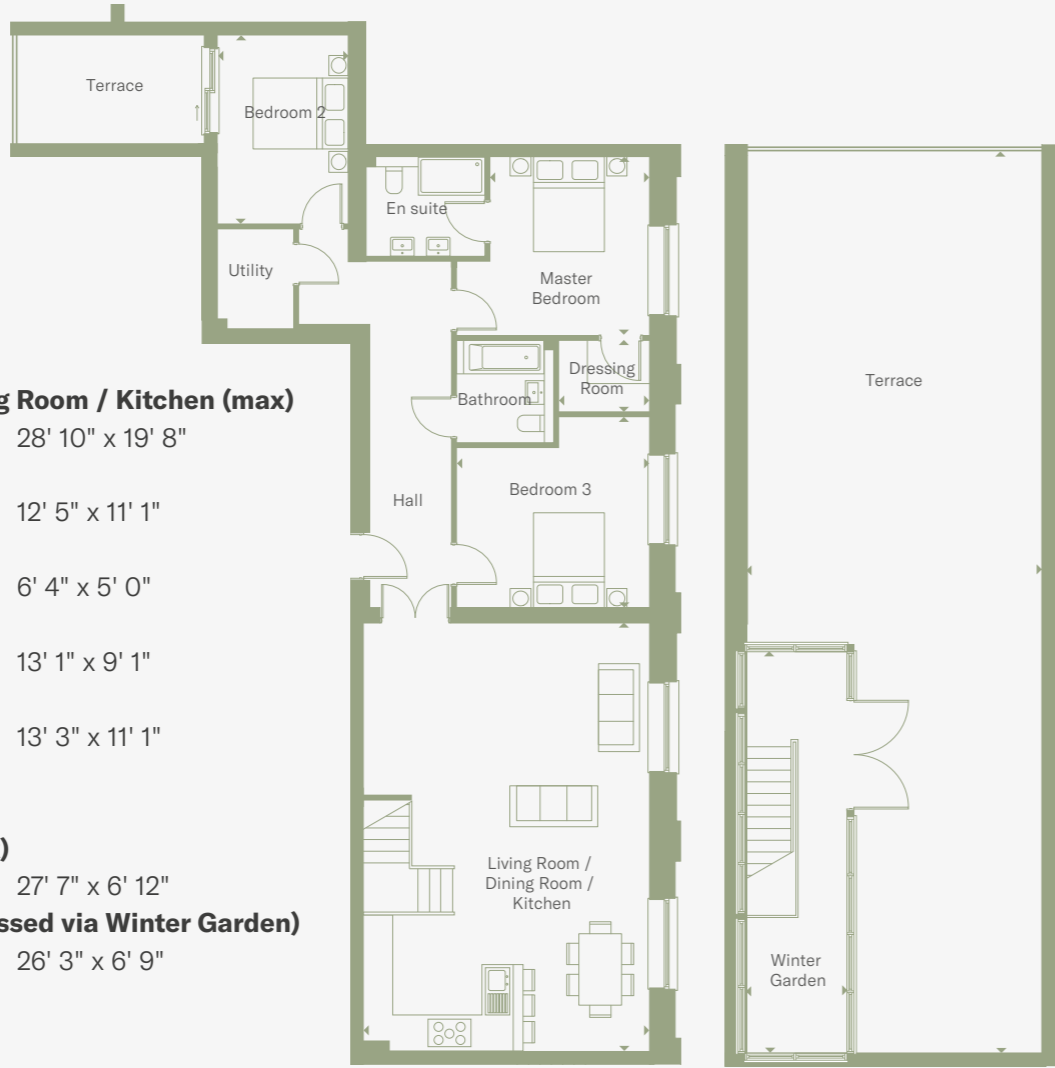 g Room / Kitchen (max)
28' 10" x 19' 8"
12' 5" x 11' 1"
6' 4" x 5' 0"
13' 1" x 9' 1"
13' 3" x 11' 1"
)
27' 7" x 6' 12"
ssed via Winter Garden)
26' 3" x 6' 9"
Terrace
Bedroom 2
En suite
Utility
Master
Bedroom
Dressing
Room
Bathroom
Hall
Bedroom 3
Living Room /
Dining Room /
Kitchen
Terrace
Winter
Garden